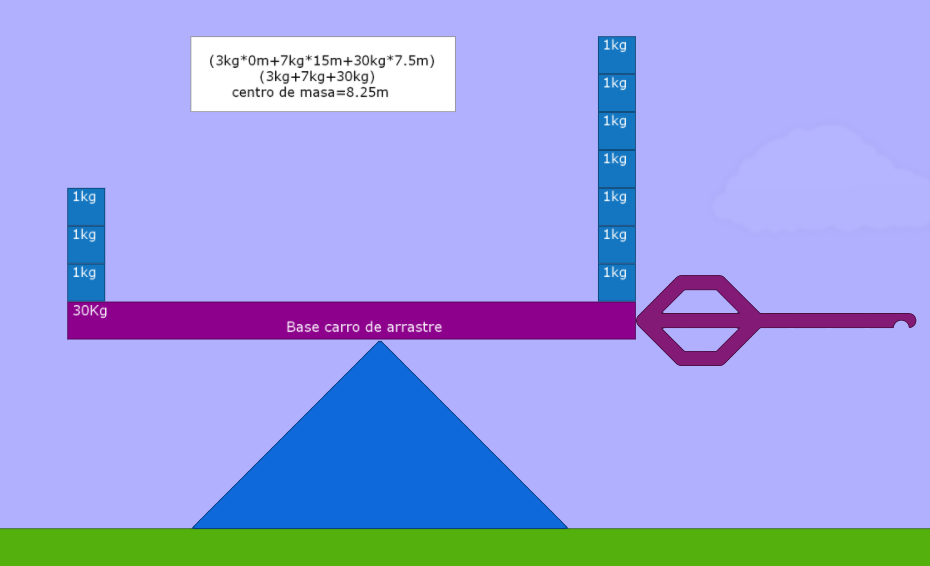 (3kg*0m+7kg*15m+30kg*7.5m)
(3kg+7kg+30kg)
centro de masa=8.25m
1kg
1kg
1kg
1kg
1kg
1kg
1kg
1kg
1kg
1kg
30Kg
Base carro de arrastre